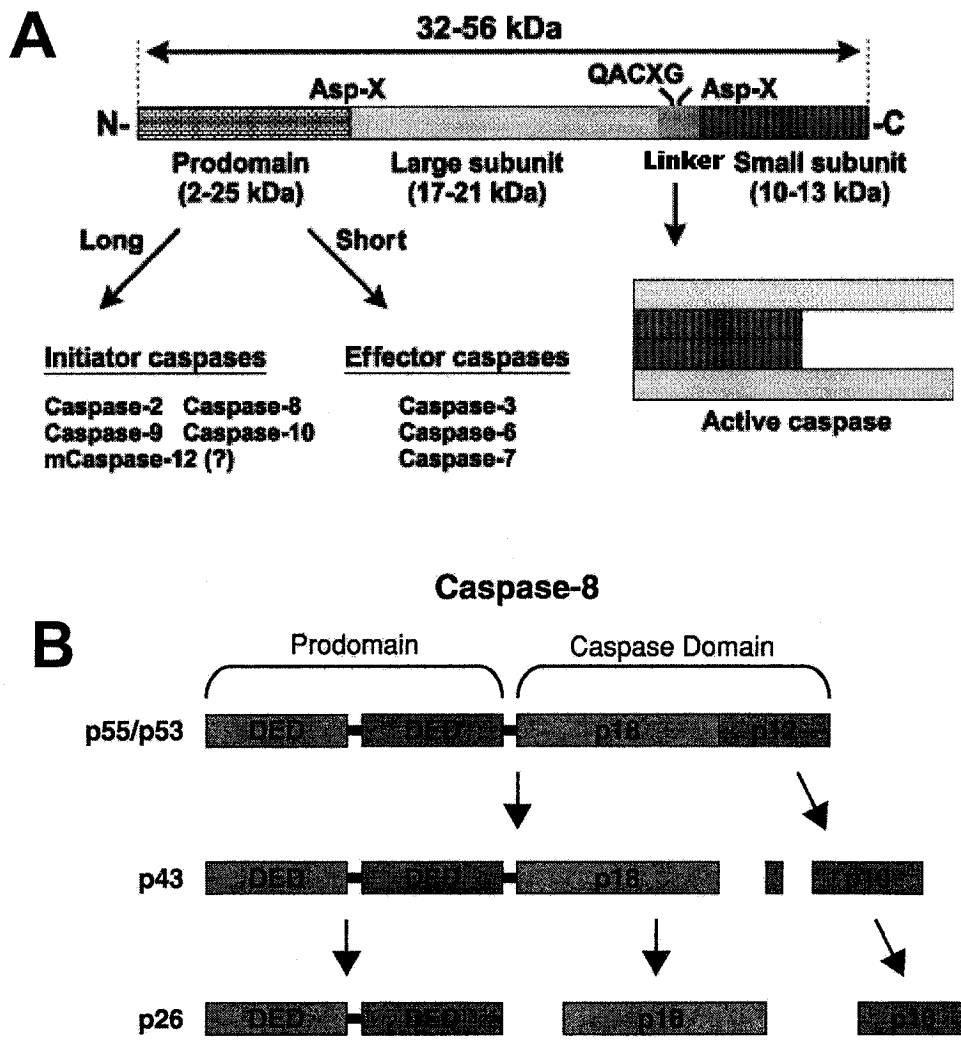 A
32-56 kDa
QACXG
Asp-X
Asp-X
N-
-C
Prodomain
(2-25 kDa)
Large subunit
(17-21 kDa)
Linker
Small subunit
(10-13 kDa)
Long
Short
Initiator caspases
Caspase-2 Caspase-8
Caspase-9 Caspase-10
mCaspase-12 (?)
Effector caspases
Caspase-3
Caspase-6
Caspase-7
Active caspase
Caspase-8
B
Prodomain
Caspase Domain
p55/p53
DED
DED
p18
p12
p43
DED
DED
p18
p10
p26
DED
DED
p18
p10